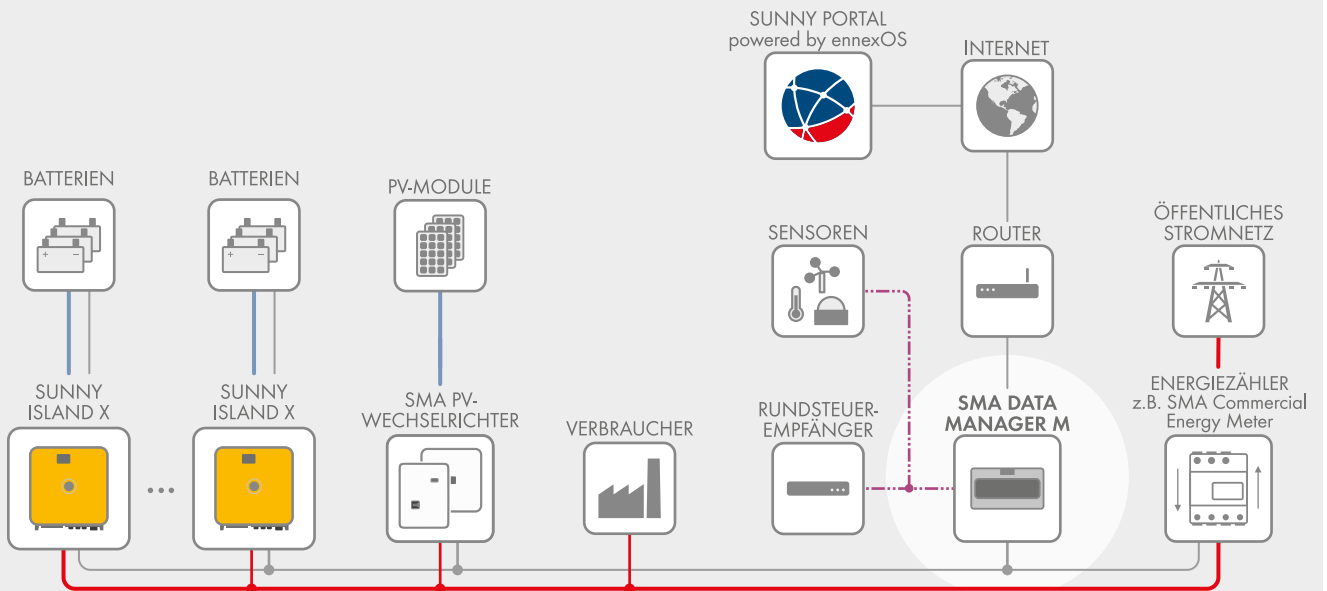 SUNNY PORTAL
powered by ennexOS
INTERNET
BATTERIEN
BATTERIEN
PV-MODULE
SENSOREN
ROUTER
ÖFFENTLICHES
STROMNETZ
SUNNY
ISLAND X
SUNNY
ISLAND X
SMA PV-
WECHSELRICHTER
VERBRAUCHER
RUNDSTEUER-
EMPFÄNGER
SMA DATA
MANAGER M
ENERGIEZÄHLER
z.B. SMA Commercial
Energy Meter